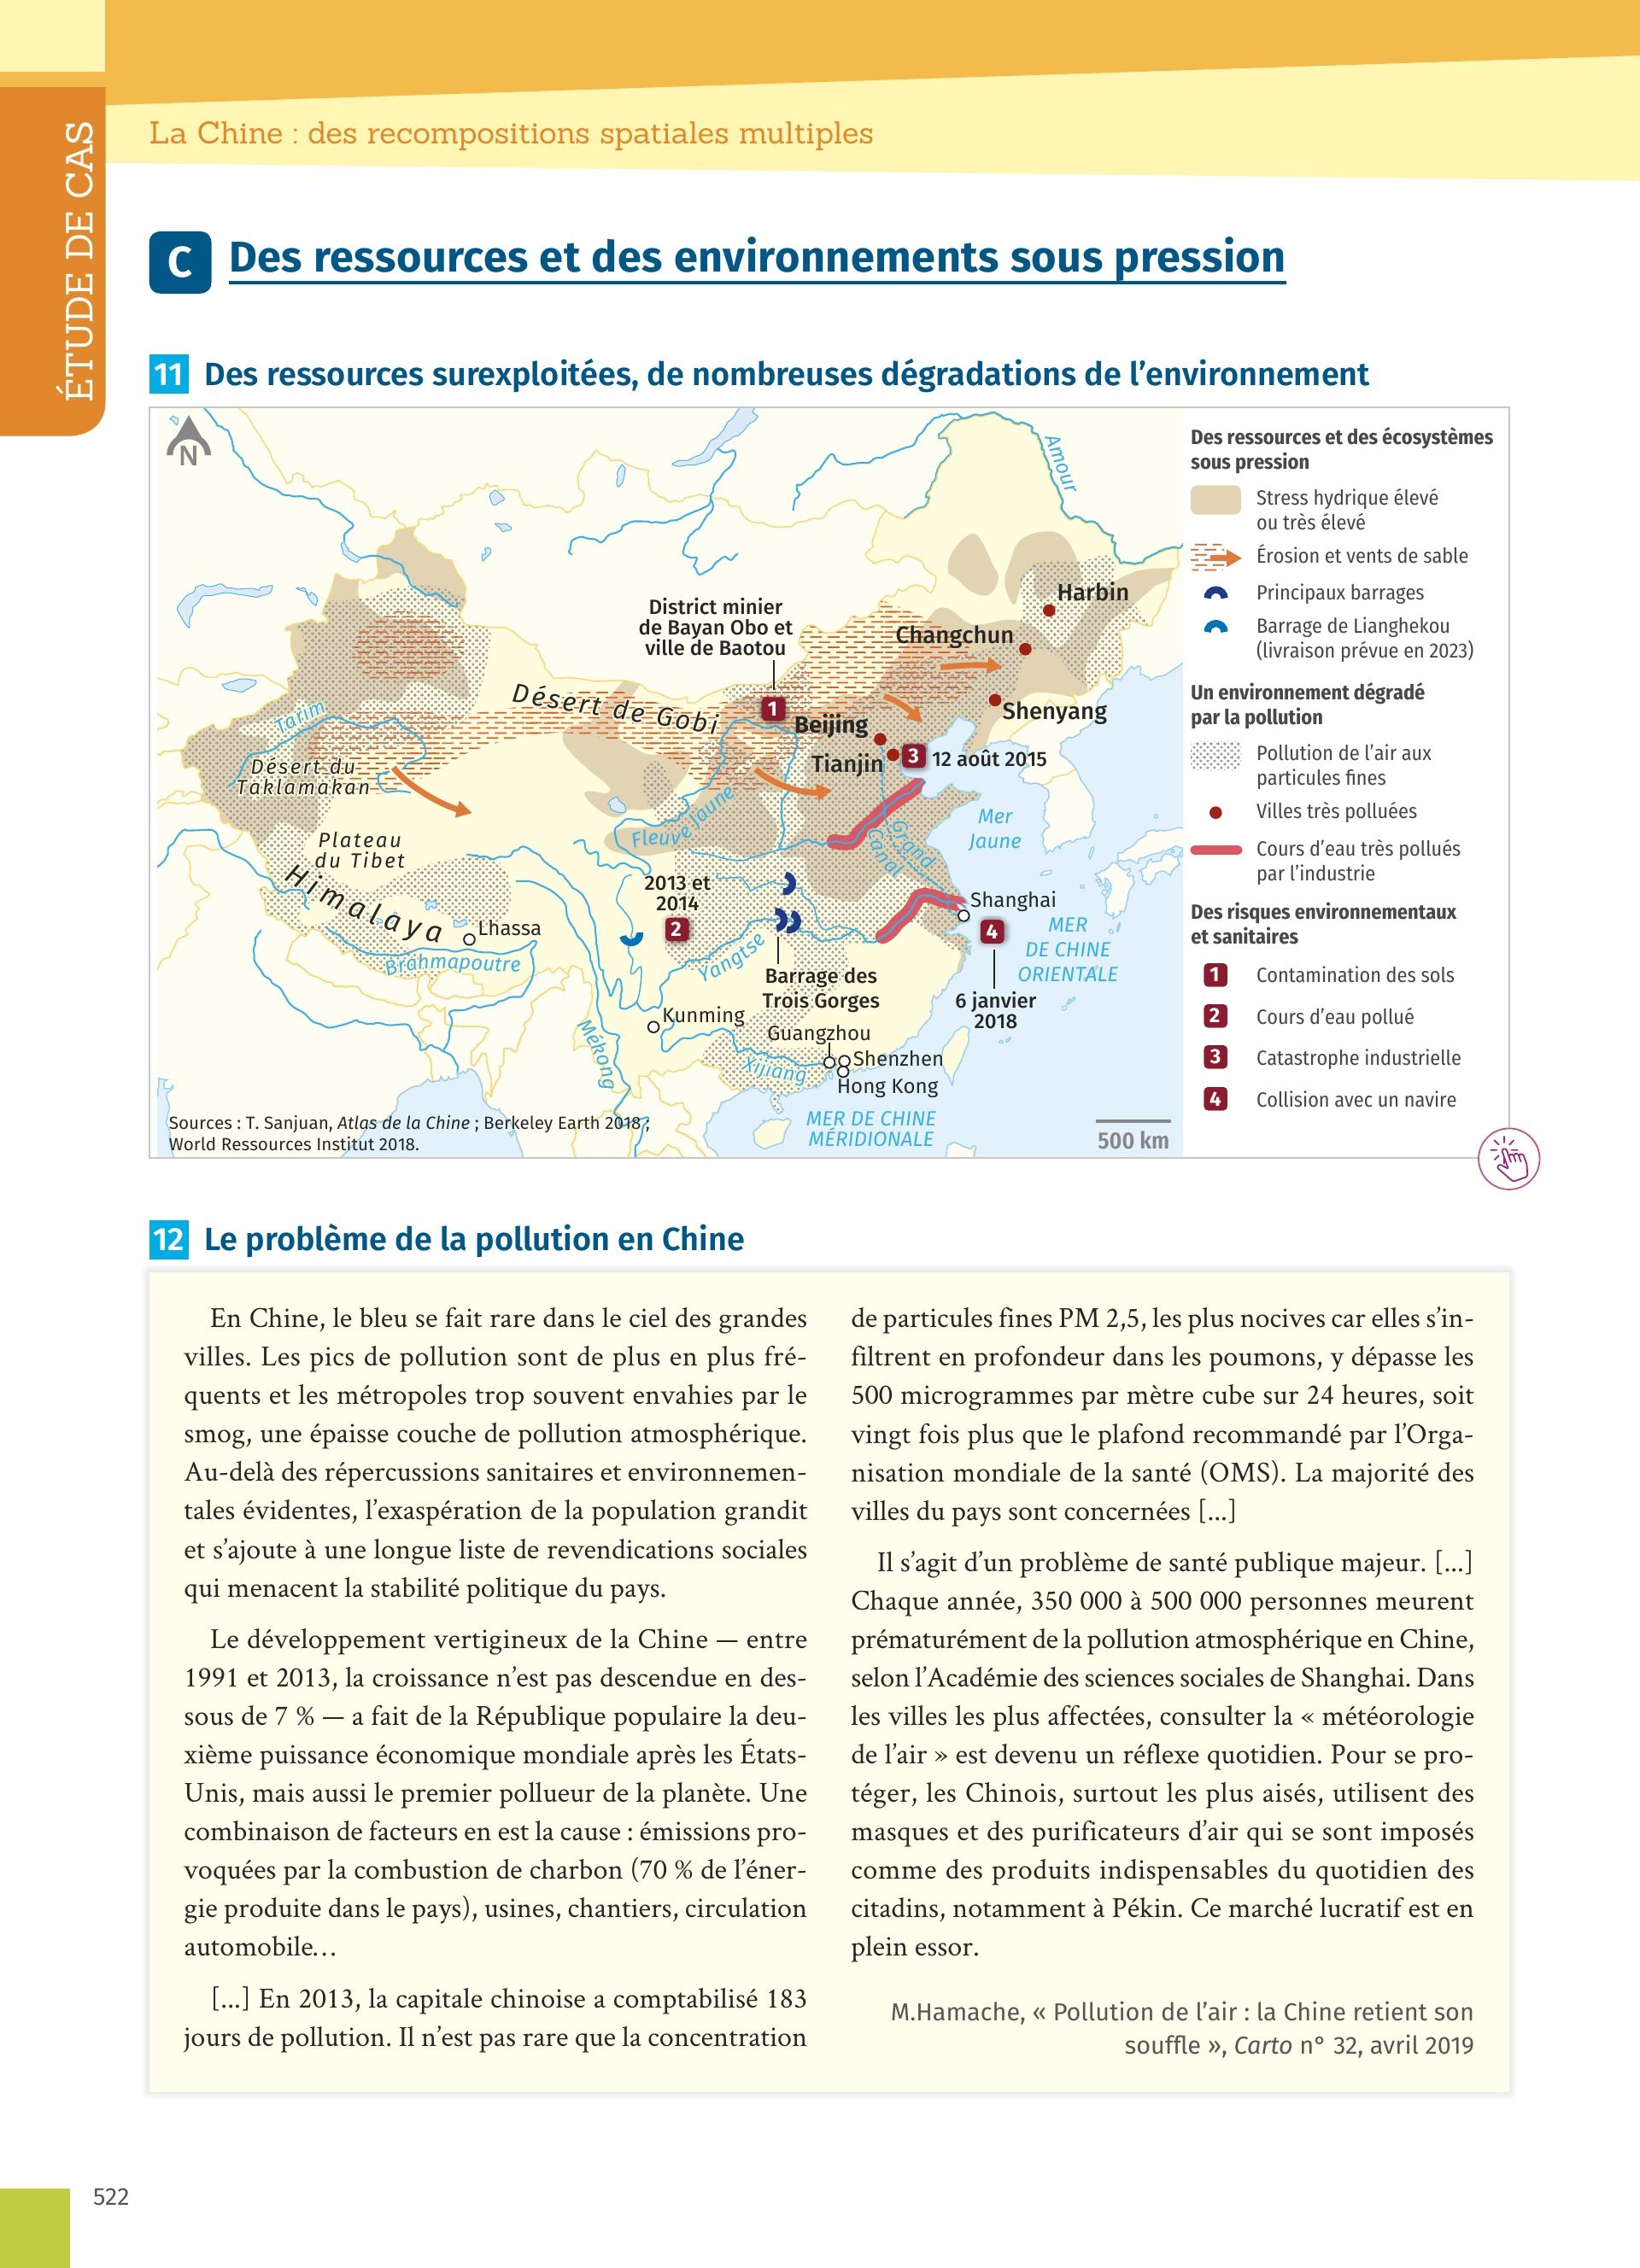 ÉTUDE DE CAS
La Chine : des recompositions spatiales multiples
C Des ressources et des environnements sous pression
11 Des ressources surexploitées, de nombreuses dégradations de l’environnement
N
Amour
Harbin
District minier
de Bayan Obo et
ville de Baotou
Changchun
Désert de Gobi
1
Beijing
Shenyang
Tarim
Tianjin
3 12 août 2015
Désert du
Taklamakan
Fleuve Jaune
Grand
Canal
Mer
Jaune
Plateau
du Tibet
Himalaya
2013 et
2014
2
Lhassa
Shanghai
4
MER
DE CHINE
ORIENTALE
Brahmapoutre
Yangtse
Barrage des
Trois Gorges
6 janvier
2018
Kunming
Guangzhou
Mékong
Xijiang
Shenzhen
Hong Kong
MER DE CHINE
MÉRIDIONALE
500 km
Sources : T. Sanjuan, Atlas de la Chine ; Berkeley Earth 2018 ;
World Ressources Institut 2018.
Des ressources et des écosystèmes
sous pression
Stress hydrique élevé
ou très élevé
Érosion et vents de sable
Principaux barrages
Barrage de Lianghekou
(livraison prévue en 2023)
Un environnement dégradé
par la pollution
Pollution de l’air aux
particules fines
Villes très polluées
Cours d’eau très pollués
par l’industrie
Des risques environnementaux
et sanitaires
1 Contamination des sols
2 Cours d’eau pollué
3 Catastrophe industrielle
4 Collision avec un navire
12 Le problème de la pollution en Chine
En Chine, le bleu se fait rare dans le ciel des grandes
villes. Les pics de pollution sont de plus en plus fré-
quents et les métropoles trop souvent envahies par le
smog, une épaisse couche de pollution atmosphérique.
Au-delà des répercussions sanitaires et environnemen-
tales évidentes, l’exaspération de la population grandit
et s’ajoute à une longue liste de revendications sociales
qui menacent la stabilité politique du pays.
Le développement vertigineux de la Chine — entre
1991 et 2013, la croissance n’est pas descendue en des-
sous de 7 % — a fait de la République populaire la deu-
xième puissance économique mondiale après les États-
Unis, mais aussi le premier pollueur de la planète. Une
combinaison de facteurs en est la cause : émissions pro-
voquées par la combustion de charbon (70 % de l’éner-
gie produite dans le pays), usines, chantiers, circulation
automobile…
[...] En 2013, la capitale chinoise a comptabilisé 183
jours de pollution. Il n’est pas rare que la concentration
de particules fines PM 2,5, les plus nocives car elles s’in-
filtrent en profondeur dans les poumons, y dépasse les
500 microgrammes par mètre cube sur 24 heures, soit
vingt fois plus que le plafond recommandé par l’Orga-
nisation mondiale de la santé (OMS). La majorité des
villes du pays sont concernées [...]
Il s’agit d’un problème de santé publique majeur. [...]
Chaque année, 350 000 à 500 000 personnes meurent
prématurément de la pollution atmosphérique en Chine,
selon l’Académie des sciences sociales de Shanghai. Dans
les villes les plus affectées, consulter la « météorologie
de l’air » est devenu un réflexe quotidien. Pour se pro-
téger, les Chinois, surtout les plus aisés, utilisent des
masques et des purificateurs d’air qui se sont imposés
comme des produits indispensables du quotidien des
citadins, notamment à Pékin. Ce marché lucratif est en
plein essor.
M.Hamache, « Pollution de l’air : la Chine retient son
souffle », Carto n° 32, avril 2019
522